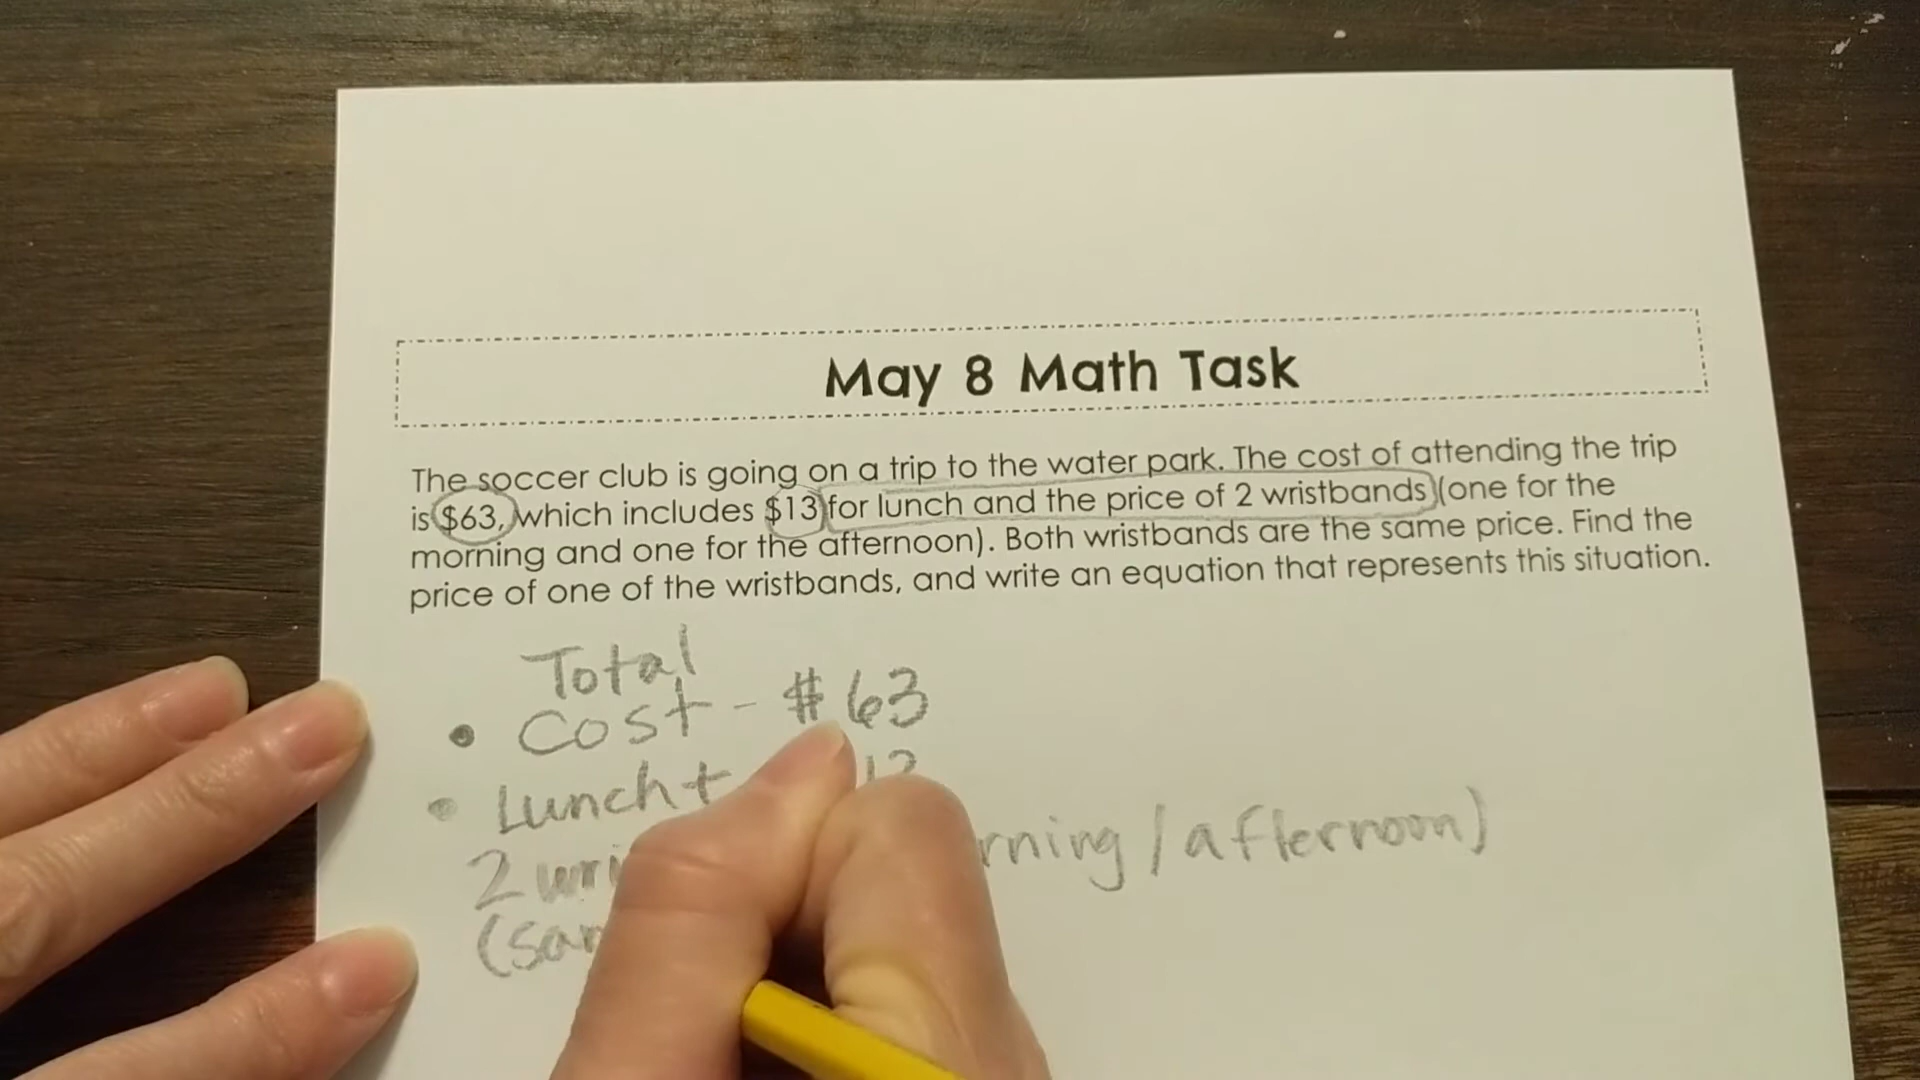 May 8 Math Task
The soccer club is going on a trip to the water park. The cost of attending the trip
is $63, which includes $13 for lunch and the price of 2 wristbands (one for the
morning and one for the afternoon). Both wristbands are the same price. Find the
price of one of the wristbands, and write an equation that represents this situation.
Total
• Cost - $63
• Lunch
2 afternoon)